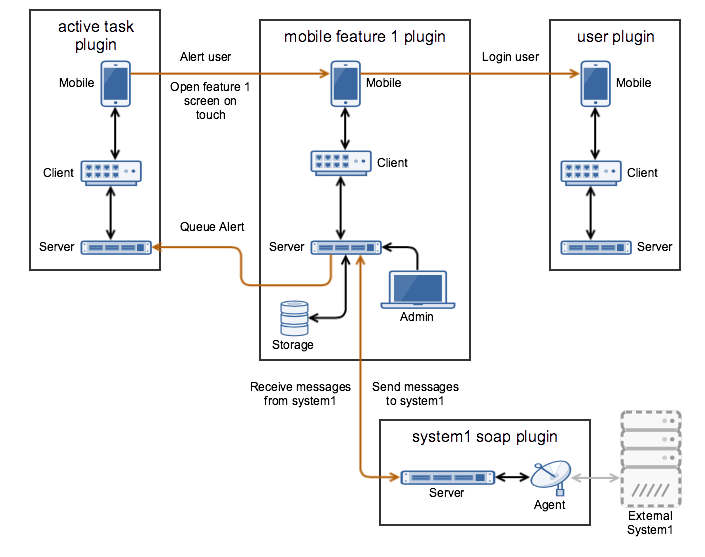 active task
plugin
mobile feature 1 plugin
user plugin
Alert user
Login user
Mobile
Open feature 1
screen on
touch
Mobile
Mobile
Client
Client
Client
Queue Alert
Server
Server
Server
Admin
Storage
Receive messages
from system1
Send messages
to system1
system1 soap plugin
Server
Agent
External
System1